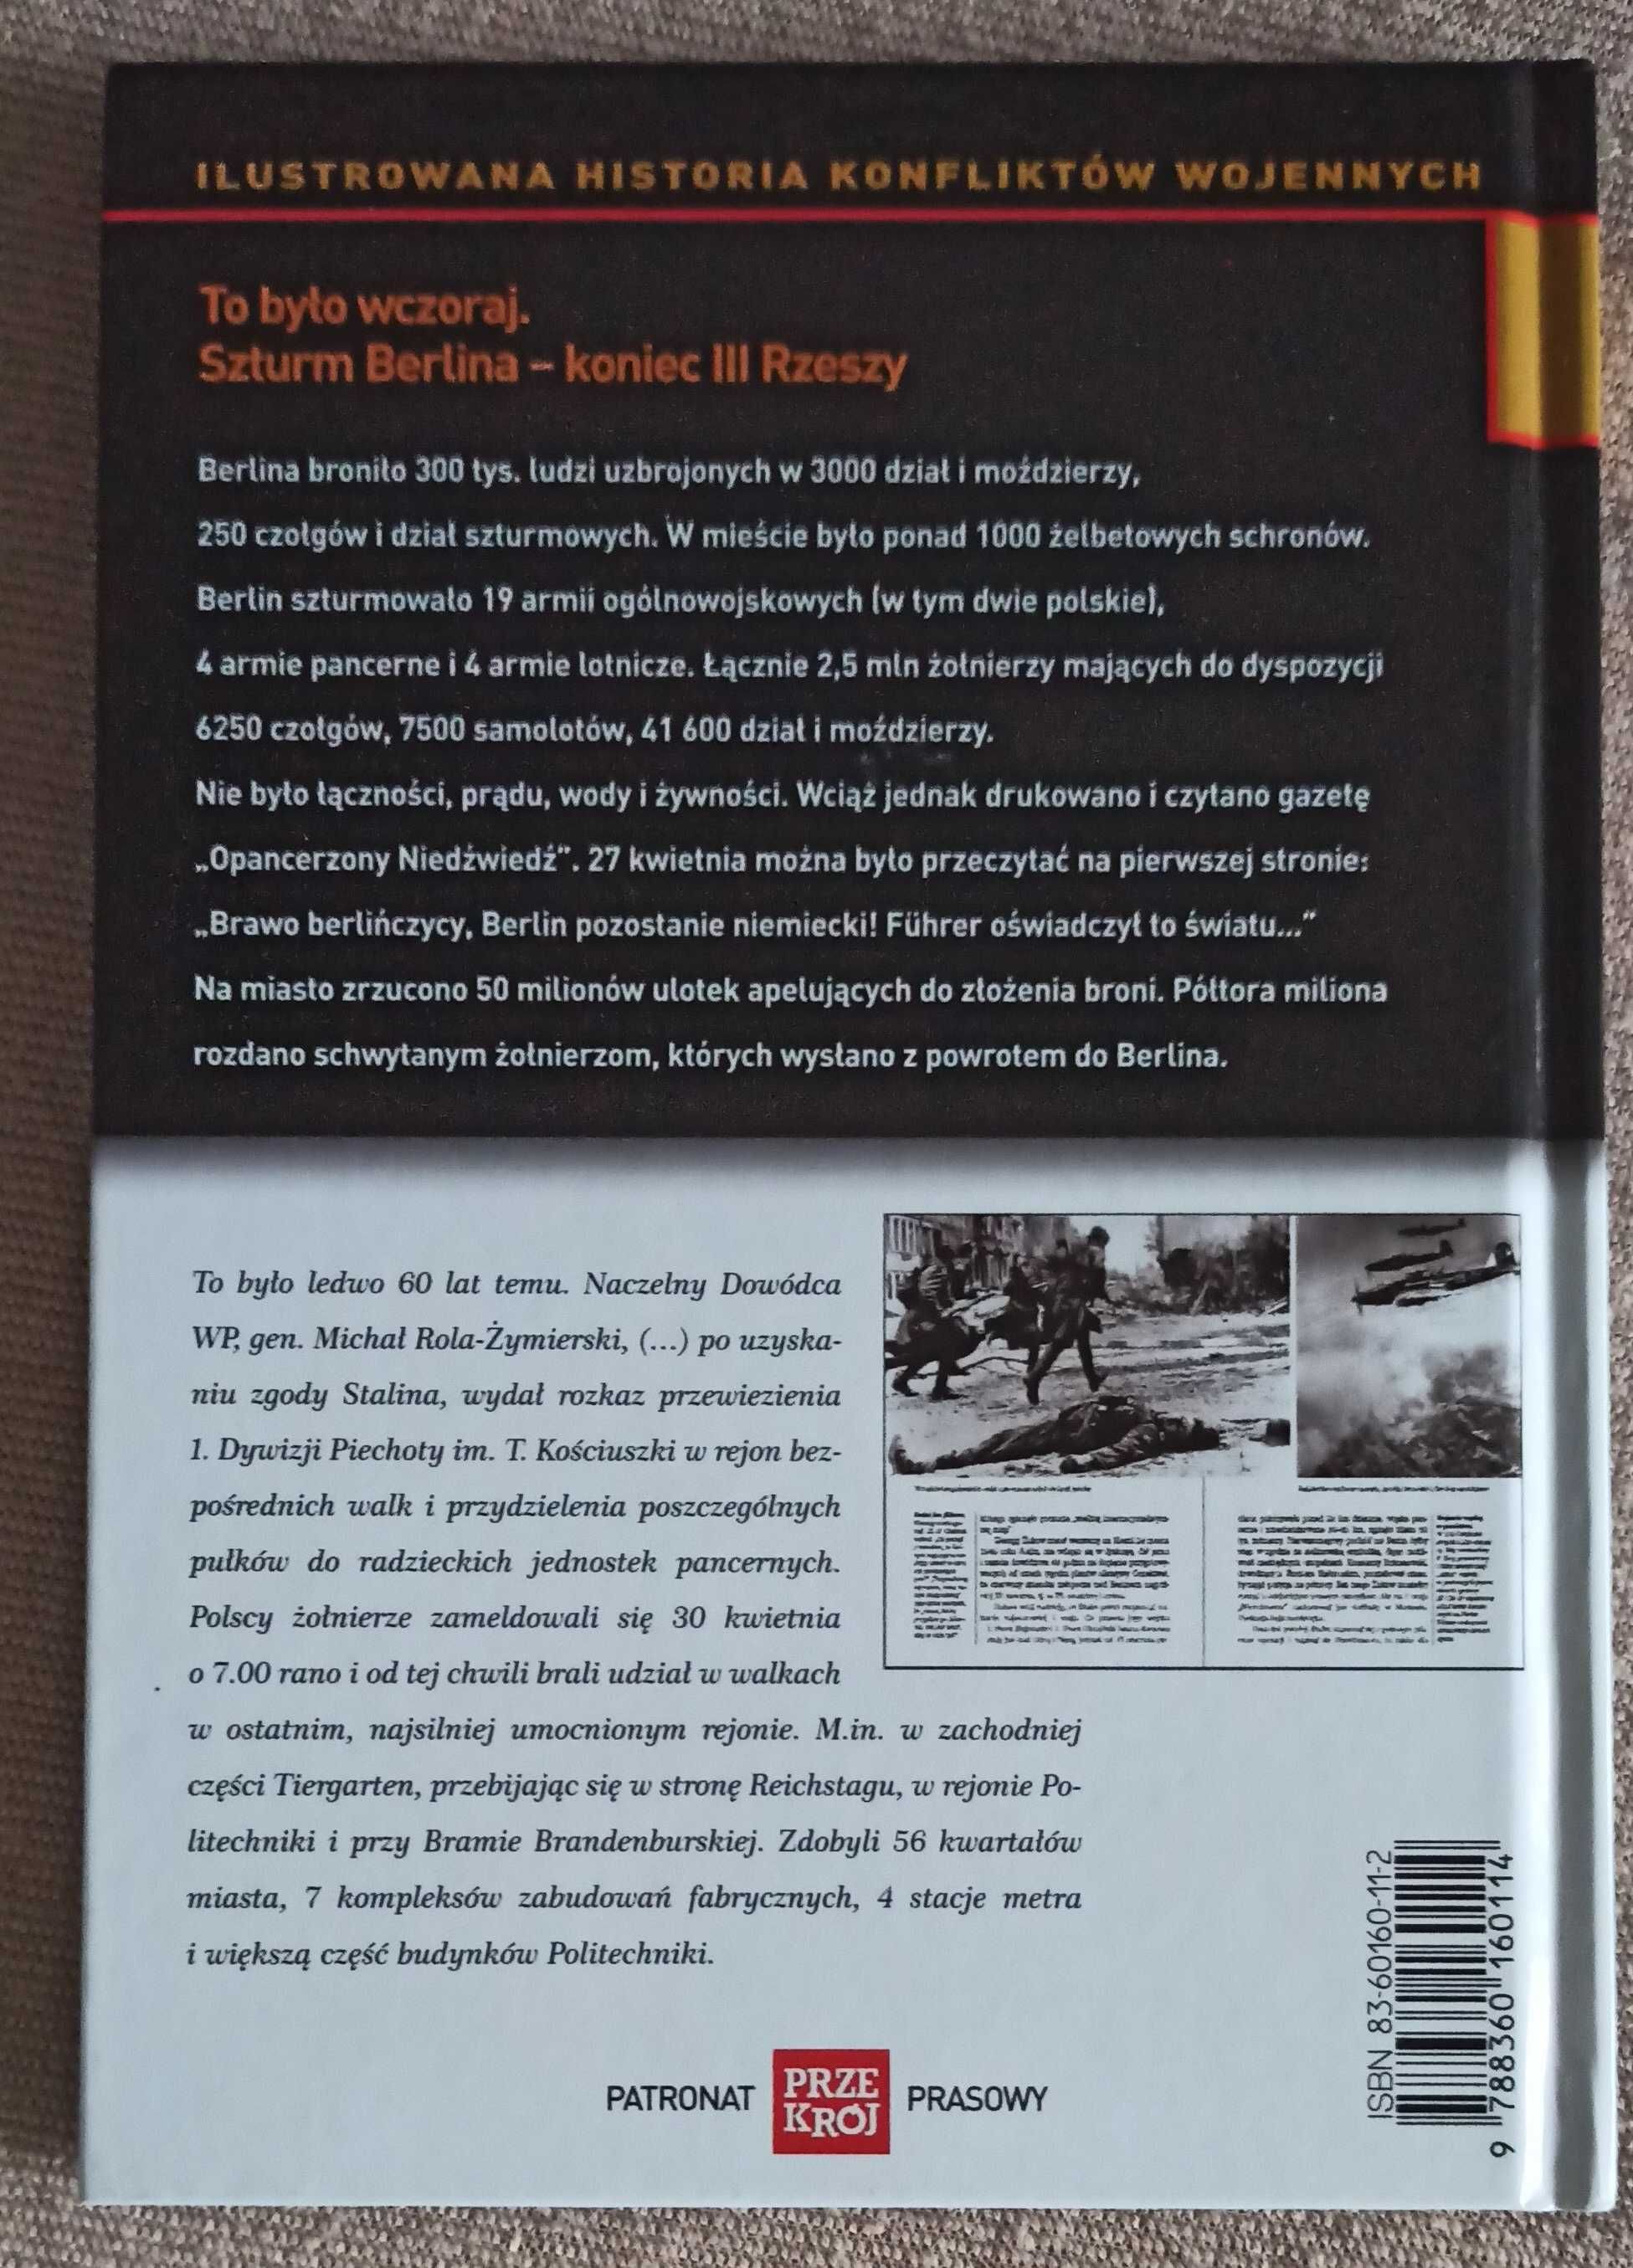 ILUSTROWANA HISTORIA KONFLIKTÓW WOJENNYCH
To było wczoraj.
Szturm Berlina – koniec III Rzeszy
Berlina broniło 300 tys. ludzi uzbrojonych w 3000 dział i moździerzy,
250 czołgów i dział szturmowych. W mieście było ponad 1000 żelbetowych schronów.
Berlin szturmowało 19 armii ogólnowojskowych (w tym dwie polskie),
4 armie pancerne i 4 armie lotnicze. Łącznie 2,5 mln żołnierzy mających do dyspozycji
6250 czołgów, 7500 samolotów, 41 600 dział i moździerzy.
Nie było łączności, prądu, wody i żywności. Wciąż jednak drukowano i czytano gazetę
„Opancerzony Niedźwiedź”. 27 kwietnia można było przeczytać na pierwszej stronie:
„Brawo berlińczycy, Berlin pozostanie niemiecki! Führer oświadczył to światu...”
Na miasto zrzucono 50 milionów ulotek apelujących do złożenia broni. Półtora miliona
rozdano schwytanym żołnierzom, których wysłano z powrotem do Berlina.
To było ledwo 60 lat temu. Naczelny Dowódca
WP, gen. Michał Rola-Żymierski, (...) po uzyska-
niu zgody Stalina, wydał rozkaz przewiezienia
1. Dywizji Piechoty im. T. Kościuszki w rejon bez-
pośrednich walk i przydzielenia poszczególnych
pułków do radzieckich jednostek pancernych.
Polscy żołnierze zameldowali się 30 kwietnia
o 7.00 rano i od tej chwili brali udział w walkach
w ostatnim, najsilniej umocnionym rejonie. M.in. w zachodniej
części Tiergarten, przebijając się w stronę Reichstagu, w rejonie Po-
litechniki i przy Bramie Brandenburskiej. Zdobyli 56 kwartałów
miasta, 7 kompleksów zabudowań fabrycznych, 4 stacje metra
i większą część budynków Politechniki.
PATRONAT PRZE KRÓJ PRASOWY
ISBN 83-60160-11-2
9 788360 160114